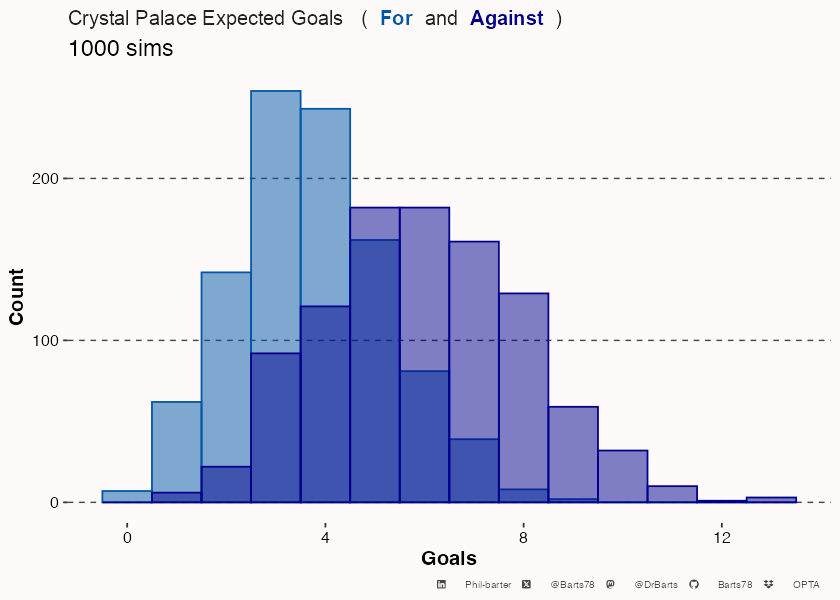 Crystal Palace Expected Goals ( For and Against )
1000 sims
Count
200
100
0
0 4 8 12
Goals
Phil-barter @Barts78 @DrBarts Barts78 OPTA